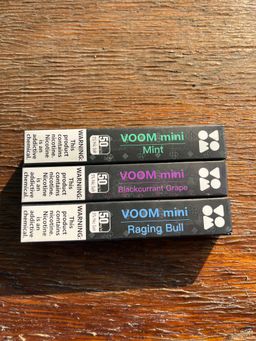 WARNING:
This
product
contains
nicotine.
Nicotine
is an
addictive
chemical.
50
VOOM mini
Mint
WARNING:
This
product
contains
nicotine.
Nicotine
is an
addictive
chemical.
50
VOOM mini
Blackcurrant Grape
WARNING:
This
product
contains
nicotine.
Nicotine
is an
addictive
chemical.
50
VOOM mini
Raging Bull